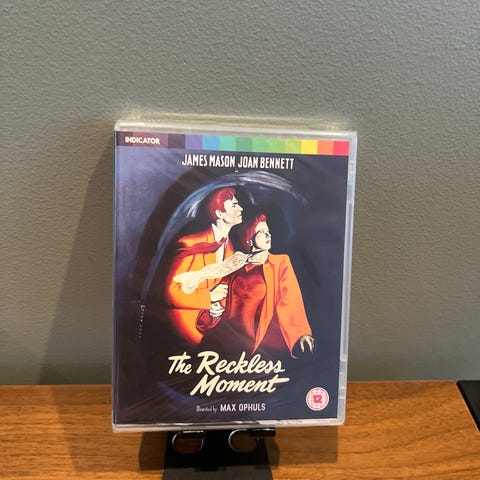 INDICATOR
JAMES MASON JOAN BENNETT
The Reckless
Moment
Directed by MAX OPHULS
12